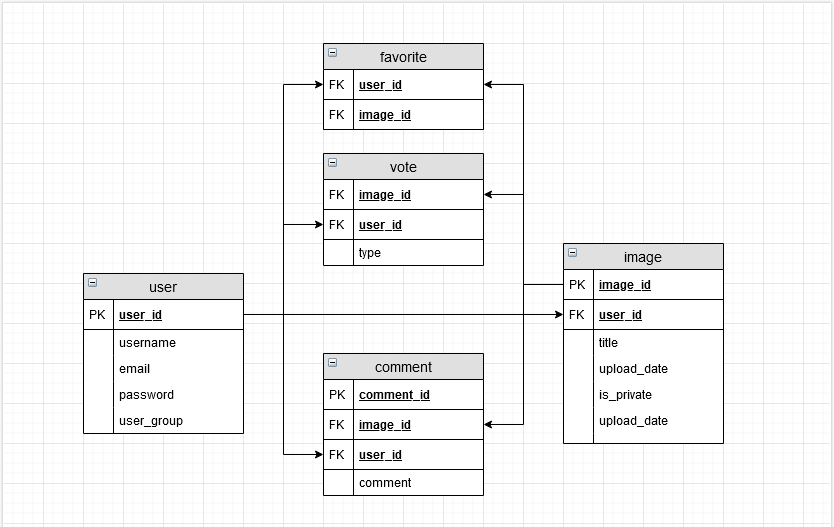 favorite
FK user_id
FK image_id
vote
FK image_id
FK user_id
type
user
PK user_id
username
email
password
user_group
comment
PK comment_id
FK image_id
FK user_id
comment
image
PK image_id
FK user_id
title
upload_date
is_private
upload_date